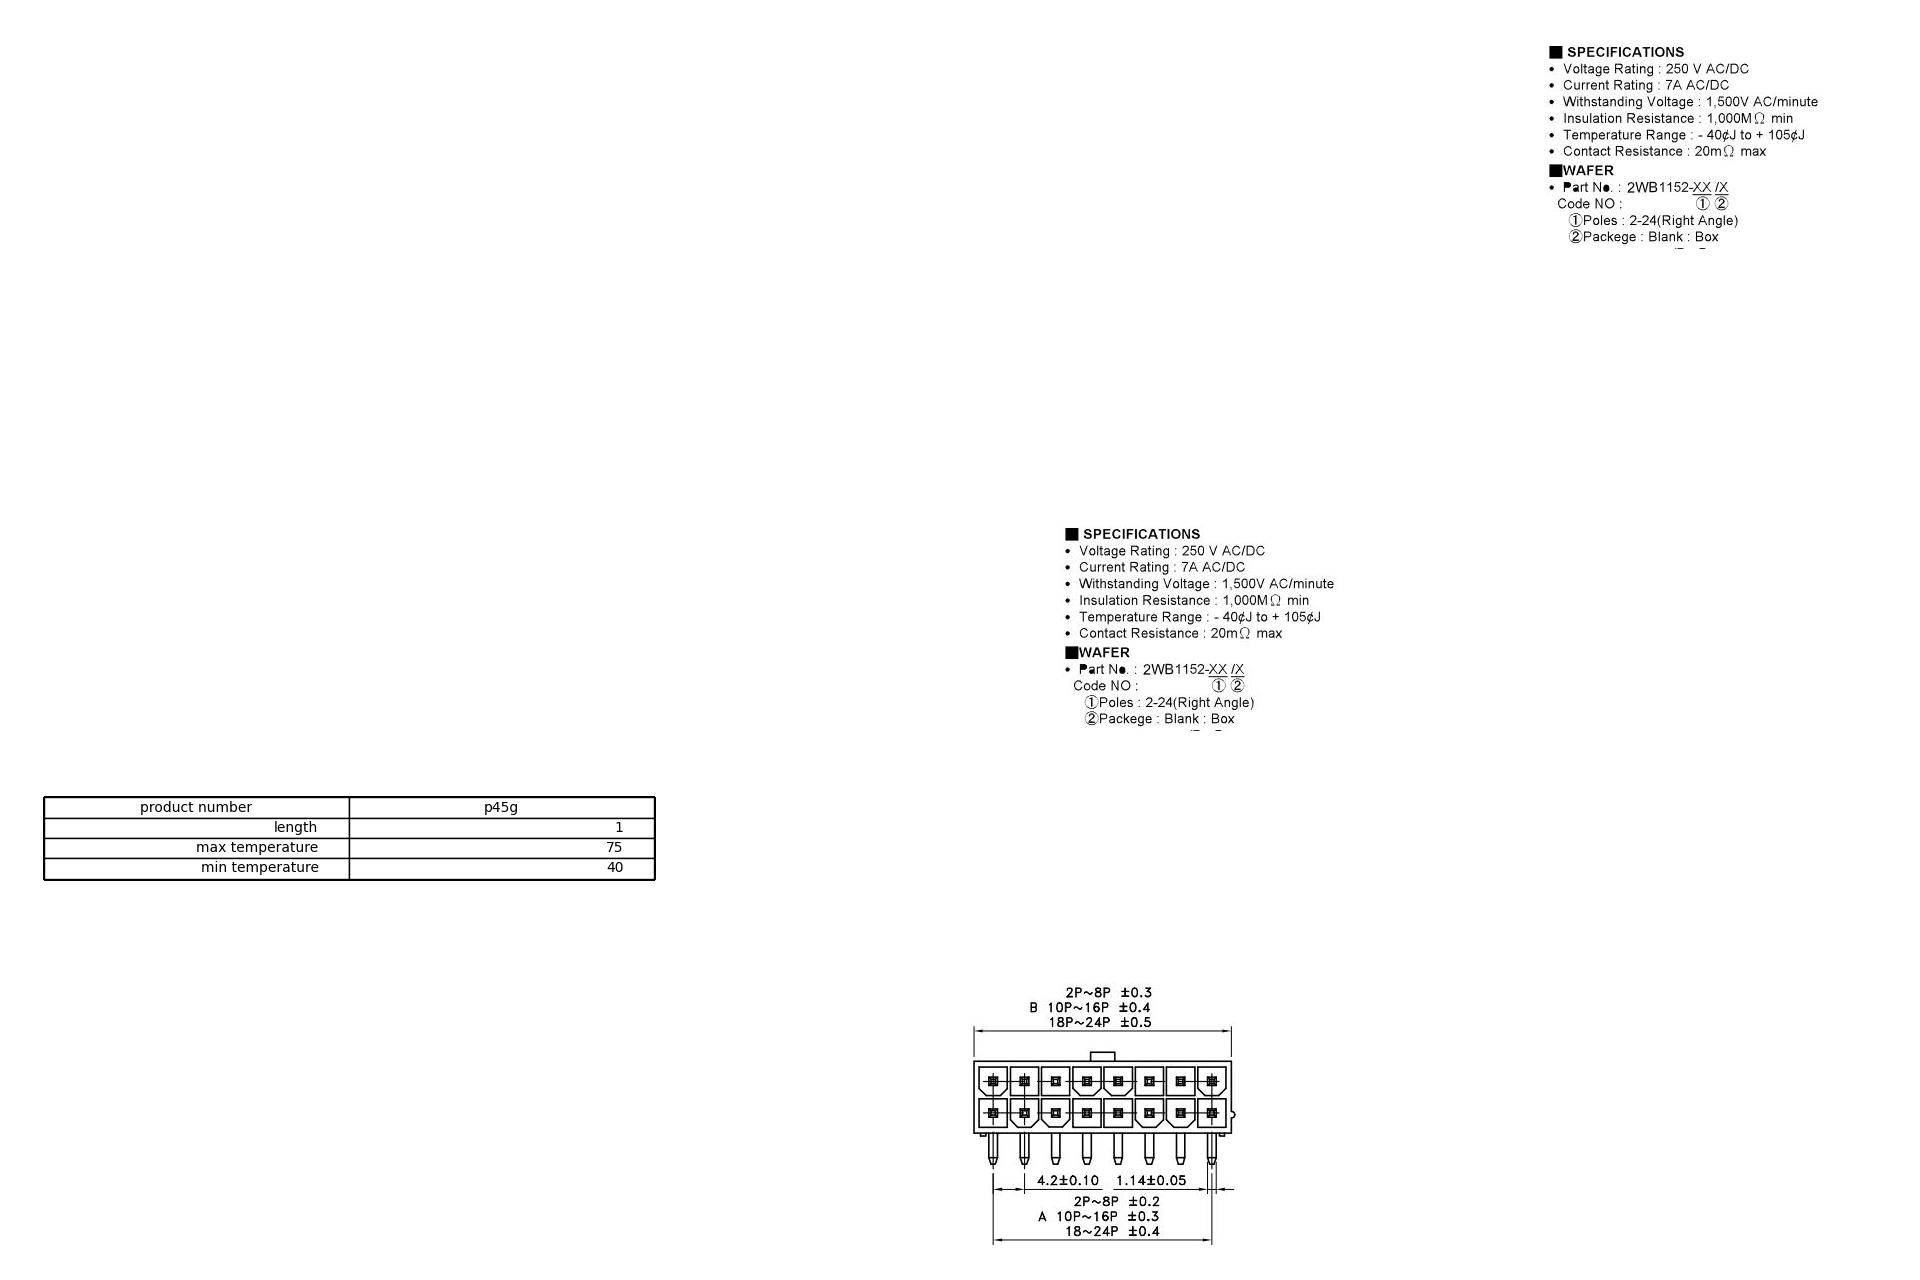 ■ SPECIFICATIONS
• Voltage Rating : 250 V AC/DC
• Current Rating : 7A AC/DC
• Withstanding Voltage : 1,500V AC/minute
• Insulation Resistance : 1,000MΩ min
• Temperature Range : - 40¢J to + 105¢J
• Contact Resistance : 20mΩ max
■WAFER
• Part No. : 2WB1152-XX /X
Code NO : ① ②
①Poles : 2-24(Right Angle)
②Packege : Blank : Box
■ SPECIFICATIONS
• Voltage Rating : 250 V AC/DC
• Current Rating : 7A AC/DC
• Withstanding Voltage : 1,500V AC/minute
• Insulation Resistance : 1,000MΩ min
• Temperature Range : - 40¢J to + 105¢J
• Contact Resistance : 20mΩ max
■WAFER
• Part No. : 2WB1152-XX /X
Code NO : ① ②
①Poles : 2-24(Right Angle)
②Packege : Blank : Box
product number p45g
length 1
max temperature 75
min temperature 40
2P~8P ±0.3
B 10P~16P ±0.4
18P~24P ±0.5
4.2±0.10 1.14±0.05
2P~8P ±0.2
A 10P~16P ±0.3
18~24P ±0.4